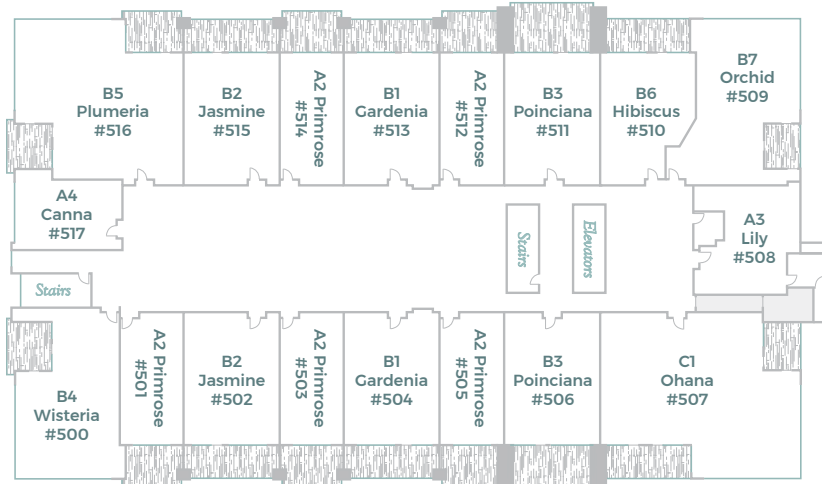 B5
Plumeria
#516
B2
Jasmine
#515
A2 Primrose
#514
B1
Gardenia
#513
A2 Primrose
#512
B3
Poinciana
#511
B6
Hibiscus
#510
B7
Orchid
#509
A4
Canna
#517
Stairs
Elevators
A3
Lily
#508
Stairs
B4
Wisteria
#500
A2 Primrose
#501
B2
Jasmine
#502
A2 Primrose
#503
B1
Gardenia
#504
A2 Primrose
#505
B3
Poinciana
#506
C1
Ohana
#507